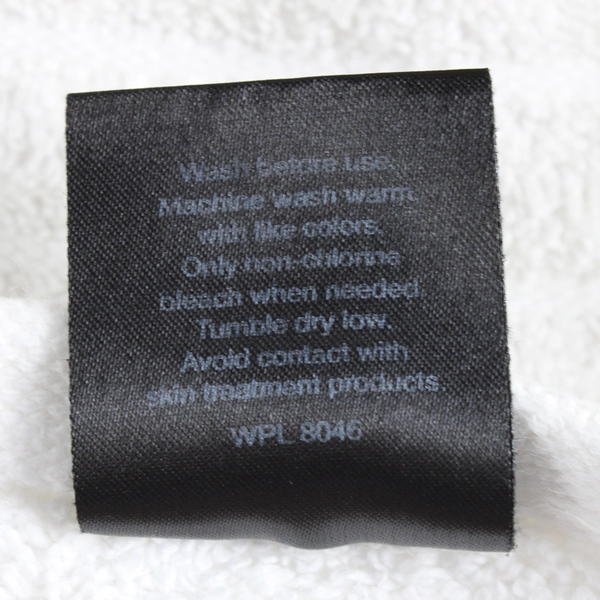 Wash before use.
Machine wash warm,
with like colors.
Only non-chlorine
bleach when needed.
Tumble dry low.
Avoid contact with
skin treatment products.
WPL 8046